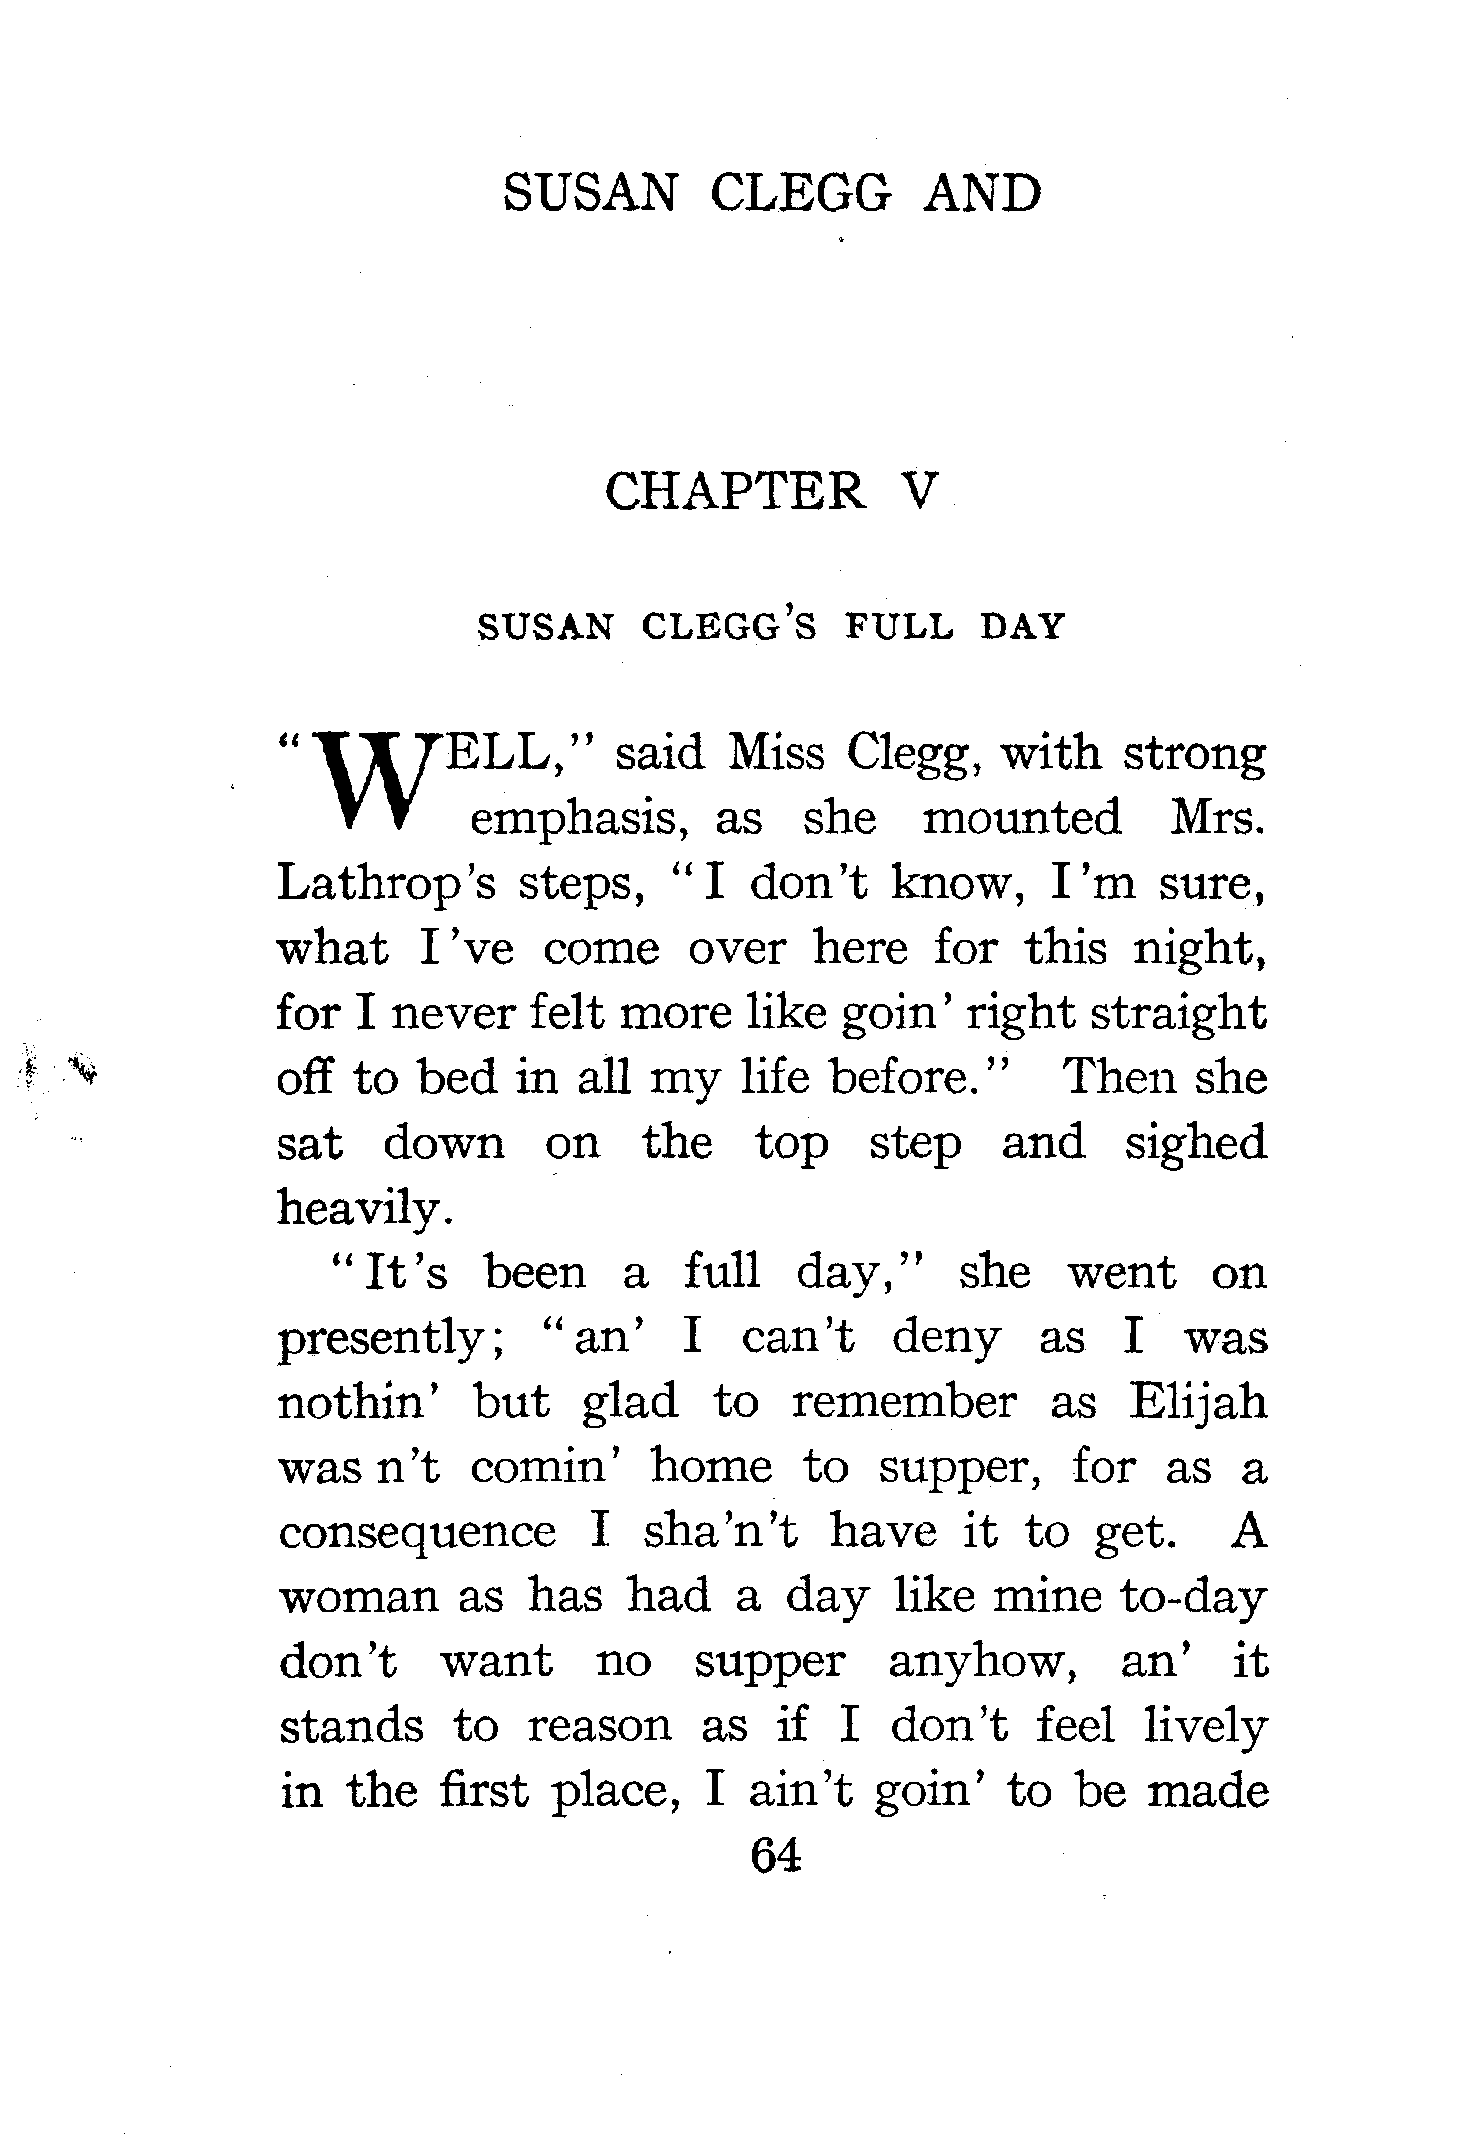 SUSAN CLEGG AND
CHAPTER V
SUSAN CLEGG'S FULL DAY
"WELL," said Miss Clegg, with strong
emphasis, as she mounted Mrs.
Lathrop's steps, "I don't know, I'm sure,
what I've come over here for this night,
for I never felt more like goin' right straight
off to bed in all my life before." Then she
sat down on the top step and sighed
heavily.
"It's been a full day," she went on
presently; "an' I can't deny as I was
nothin' but glad to remember as Elijah
was n't comin' home to supper, for as a
consequence I sha'n't have it to get. A
woman as has had a day like mine to-day
don't want no supper anyhow, an' it
stands to reason as if I don't feel lively
in the first place, I ain't goin' to be made
64